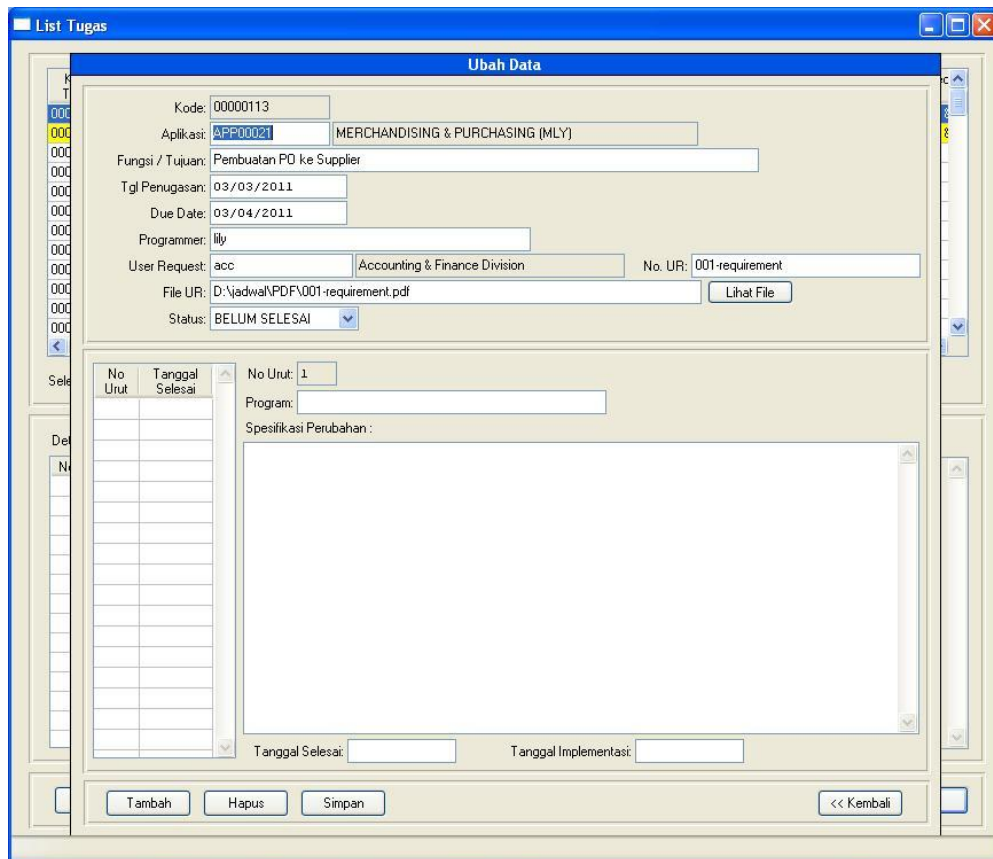 List Tugas
Ubah Data
Kode: 00000113
Aplikasi: APP00021 MERCHANDISING & PURCHASING (MLY)
Fungsi / Tujuan: Pembuatan PO ke Supplier
Tgl Penugasan: 03/03/2011
Due Date: 03/04/2011
Programmer: lily
User Request: acc Accounting & Finance Division No. UR: 001-requirement
File UR: D:\jadwal\PDF\001-requirement.pdf Lihat File
Status: BELUM SELESAI
No Urut Tanggal Selesai
No Urut: 1
Program:
Spesifikasi Perubahan :
Tanggal Selesai: Tanggal Implementasi:
Tambah Hapus Simpan << Kembali